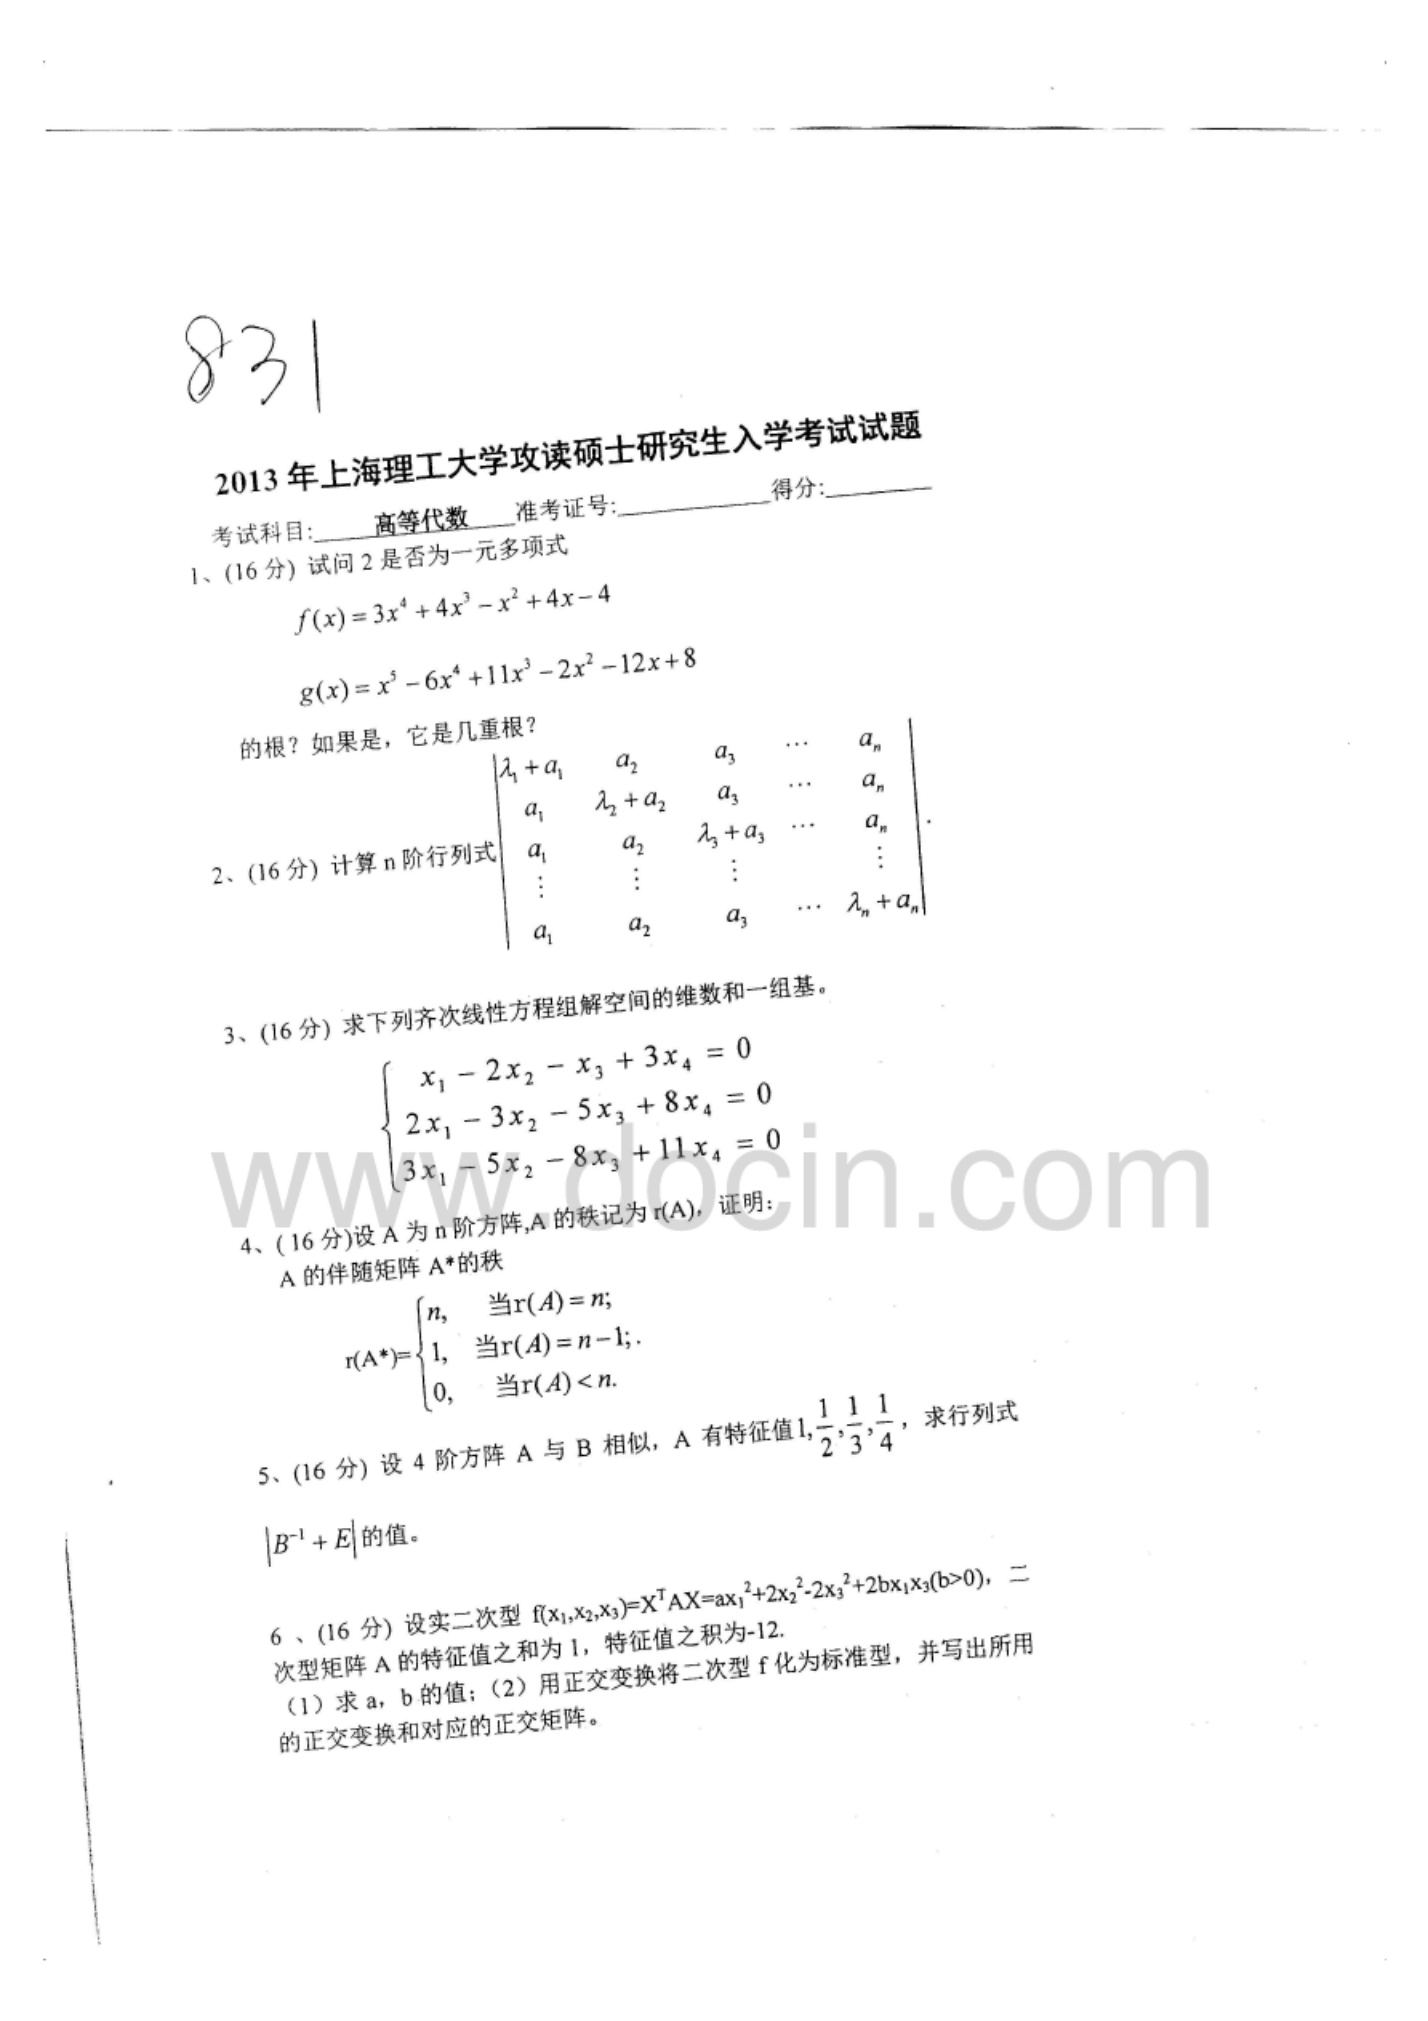 831
2013年上海理工大学攻读硕士研究生入学考试试题
考试科目:高等代数 准考证号:________得分:______
1、(16分) 试问2是否为一元多项式
f(x)=3x⁴+4x³−x²+4x−4
g(x)=x⁵−6x⁴+11x³−2x²−12x+8
的根？如果是，它是几重根？
λ₁+a₁ a₂ a₃ ⋯ aₙ
a₁ λ₂+a₂ a₃ ⋯ aₙ
2、(16分) 计算n阶行列式 a₁ a₂ λ₃+a₃ ⋯ aₙ .
⋮ ⋮ ⋮ ⋮
a₁ a₂ a₃ ⋯ λₙ+aₙ
3、(16分) 求下列齐次线性方程组解空间的维数和一组基。
x₁−2x₂−x₃+3x₄=0
2x₁−3x₂−5x₃+8x₄=0
3x₁−5x₂−8x₃+11x₄=0
www.docin.com
4、( 16分)设A为n阶方阵,A的秩记为r(A)，证明：
A的伴随矩阵A*的秩
n, 当r(A)=n;
r(A*)={1, 当r(A)=n−1;.
0, 当r(A)<n.
5、(16分) 设 4 阶方阵 A 与 B 相似，A 有特征值1,1/2,1/3,1/4，求行列式
|B⁻¹+E|的值。
6 、(16分) 设实二次型 f(x₁,x₂,x₃)=XᵀAX=ax₁²+2x₂²-2x₃²+2bx₁x₃(b>0)，二
次型矩阵A的特征值之和为1，特征值之积为-12.
（1）求a，b的值;（2）用正交变换将二次型f化为标准型，并写出所用
的正交变换和对应的正交矩阵。